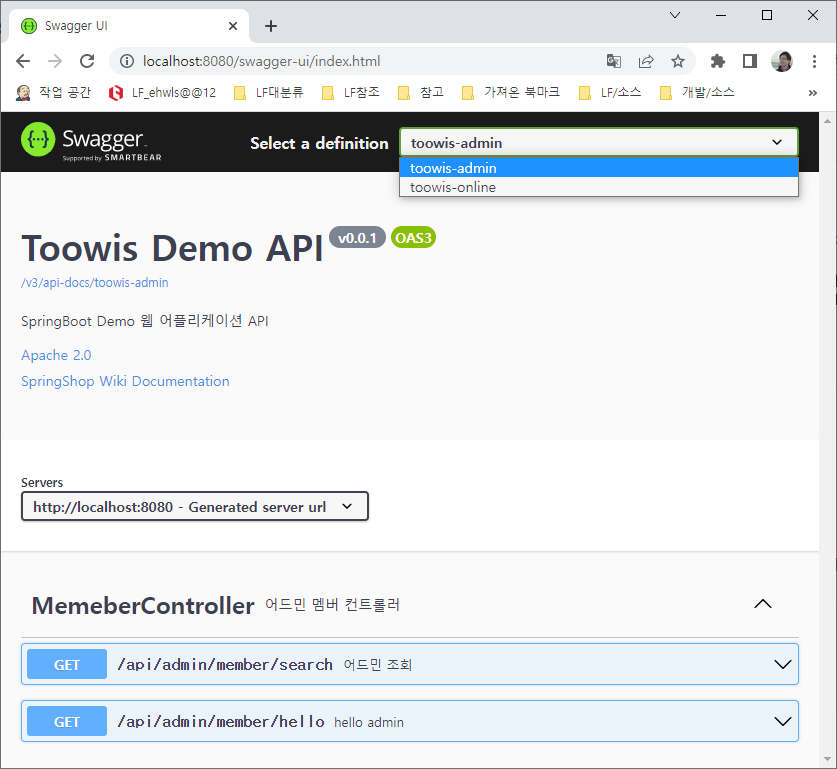 Swagger UI
localhost:8080/swagger-ui/index.html
작업 공간 LF_ehwls@@12 LF대분류 LF참조 참고 가져온 북마크 LF/소스 개발/소스 »
Swagger. Select a definition toowis-admin
Supported by SMARTBEAR
toowis-admin
toowis-online
Toowis Demo API v0.0.1 OAS3
/v3/api-docs/toowis-admin
SpringBoot Demo 웹 어플리케이션 API
Apache 2.0
SpringShop Wiki Documentation
Servers
http://localhost:8080 - Generated server url
MemeberController 어드민 멤버 컨트롤러
GET /api/admin/member/search 어드민 조회
GET /api/admin/member/hello hello admin